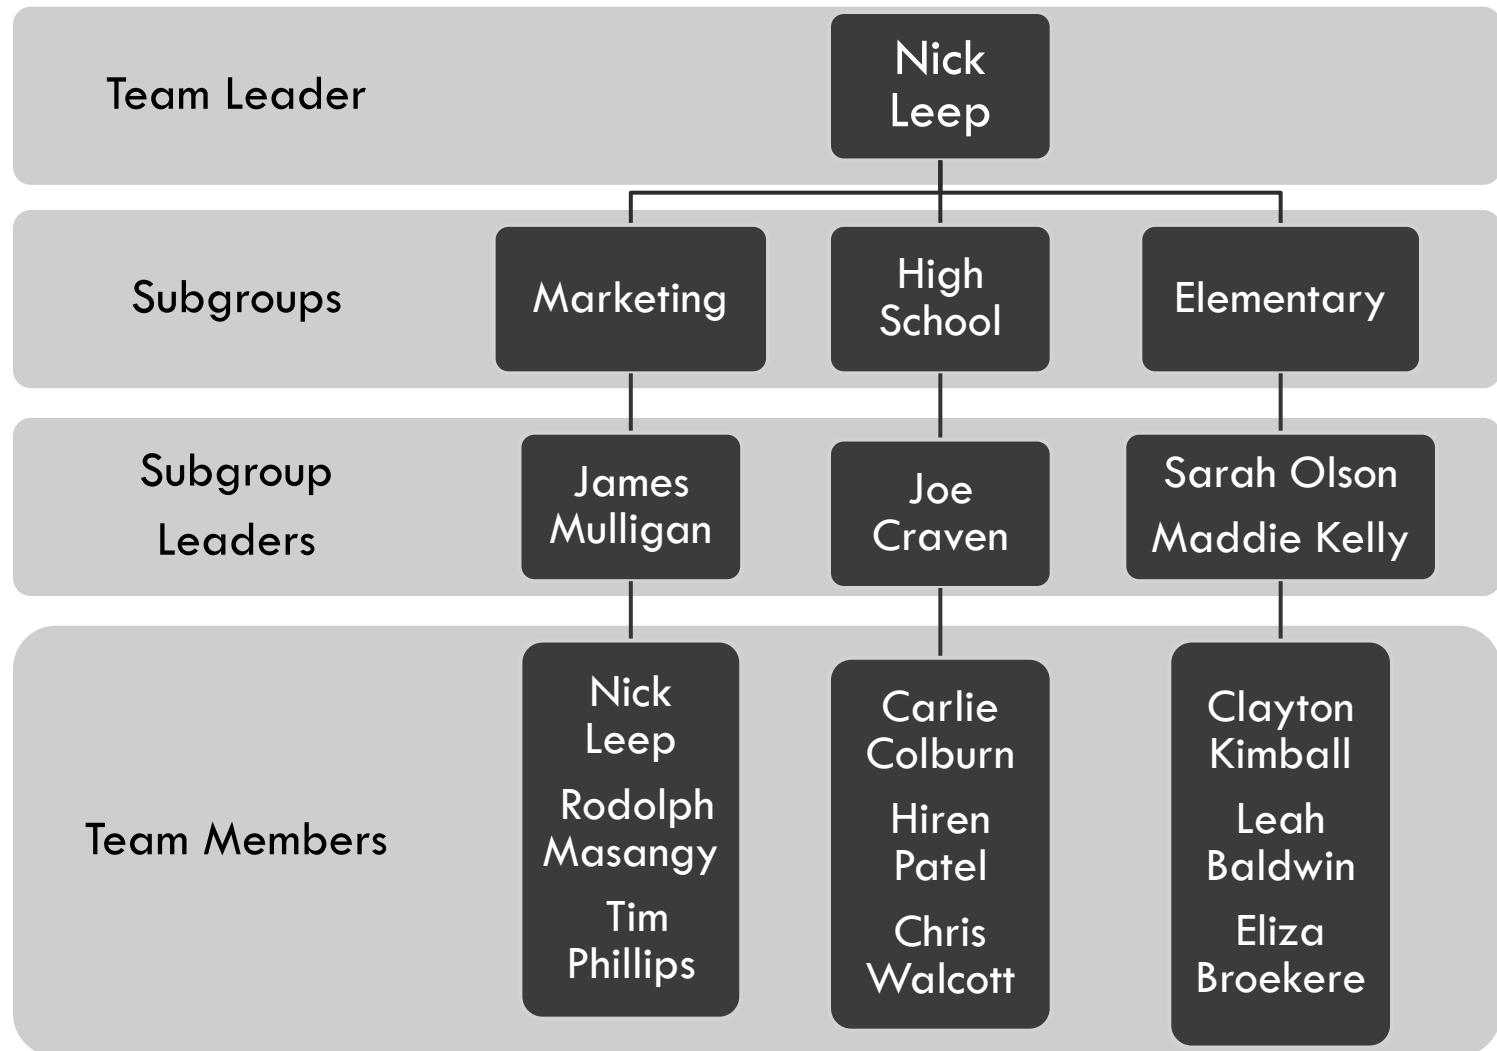 Team Leader
Nick
Leep
Subgroups
Marketing
High
School
Elementary
Subgroup
Leaders
James
Mulligan
Joe
Craven
Sarah Olson
Maddie Kelly
Team Members
Nick
Leep
Rodolph
Masangy
Tim
Phillips
Carlie
Colburn
Hiren
Patel
Chris
Walcott
Clayton
Kimball
Leah
Baldwin
Eliza
Broekere